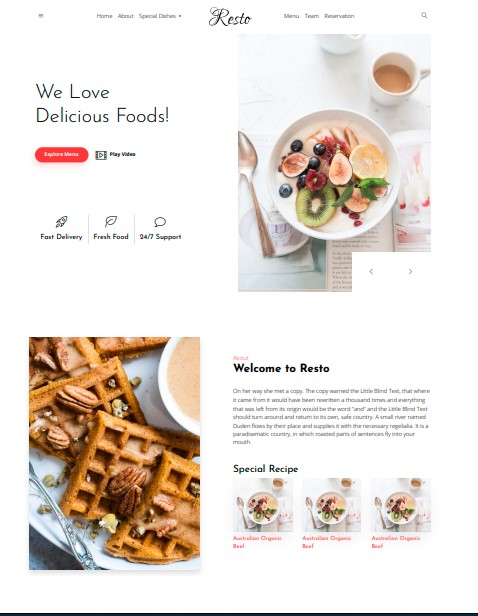 Home About Special Dishes Resto Menu Team Reservation
We Love
Delicious Foods!
Explore Menu Play Video
Fast Delivery Fresh Food 24/7 Support
About
Welcome to Resto
On her way she met a copy. The copy warned the Little Blind Text, that where
it came from it would have been rewritten a thousand times and everything
that was left from its origin would be the word "and" and the Little Blind Text
should turn around and return to its own, safe country. A small river named
Duden flows by their place and supplies it with the necessary regelialia. It is a
paradisematic country, in which roasted parts of sentences fly into your
mouth.
Special Recipe
Australian Organic
Beef
Australian Organic
Beef
Australian Organic
Beef